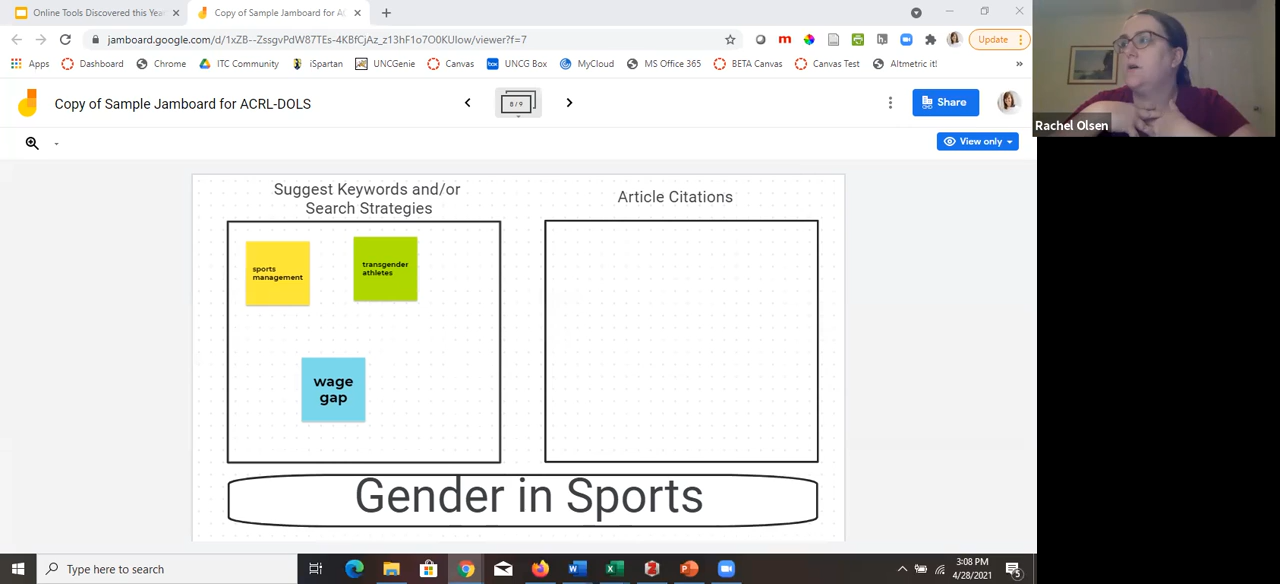 Online Tools Discovered this Yea
Copy of Sample Jamboard for AC
jamboard.google.com/d/1xZB--ZssgvPdW87TEs-4KBfCjAz_z13hF1o7O0KUlow/viewer?f=7
Update
Apps
Dashboard
Chrome
ITC Community
iSpartan
UNCGenie
Canvas
UNCG Box
MyCloud
MS Office 365
BETA Canvas
Canvas Test
Altmetric it!
»
Copy of Sample Jamboard for ACRL-DOLS
8 / 9
Share
View only
Rachel Olsen
Suggest Keywords and/or
Search Strategies
Article Citations
sports
management
transgender
athletes
wage
gap
Gender in Sports
Type here to search
3:08 PM
4/28/2021
5